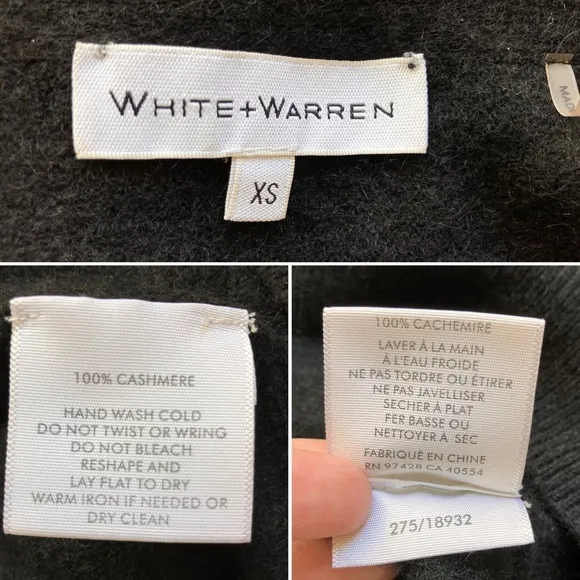 WHITE+WARREN
XS
MAD
100% CASHMERE
HAND WASH COLD
DO NOT TWIST OR WRING
DO NOT BLEACH
RESHAPE AND
LAY FLAT TO DRY
WARM IRON IF NEEDED OR
DRY CLEAN
100% CACHEMIRE
LAVER À LA MAIN
À L'EAU FROIDE
NE PAS TORDRE OU ÉTIRER
NE PAS JAVELLISER
SECHER À PLAT
FER BASSE OU
NETTOYER À SEC
FABRIQUÉ EN CHINE
RN 97428 CA 40554
275/18932